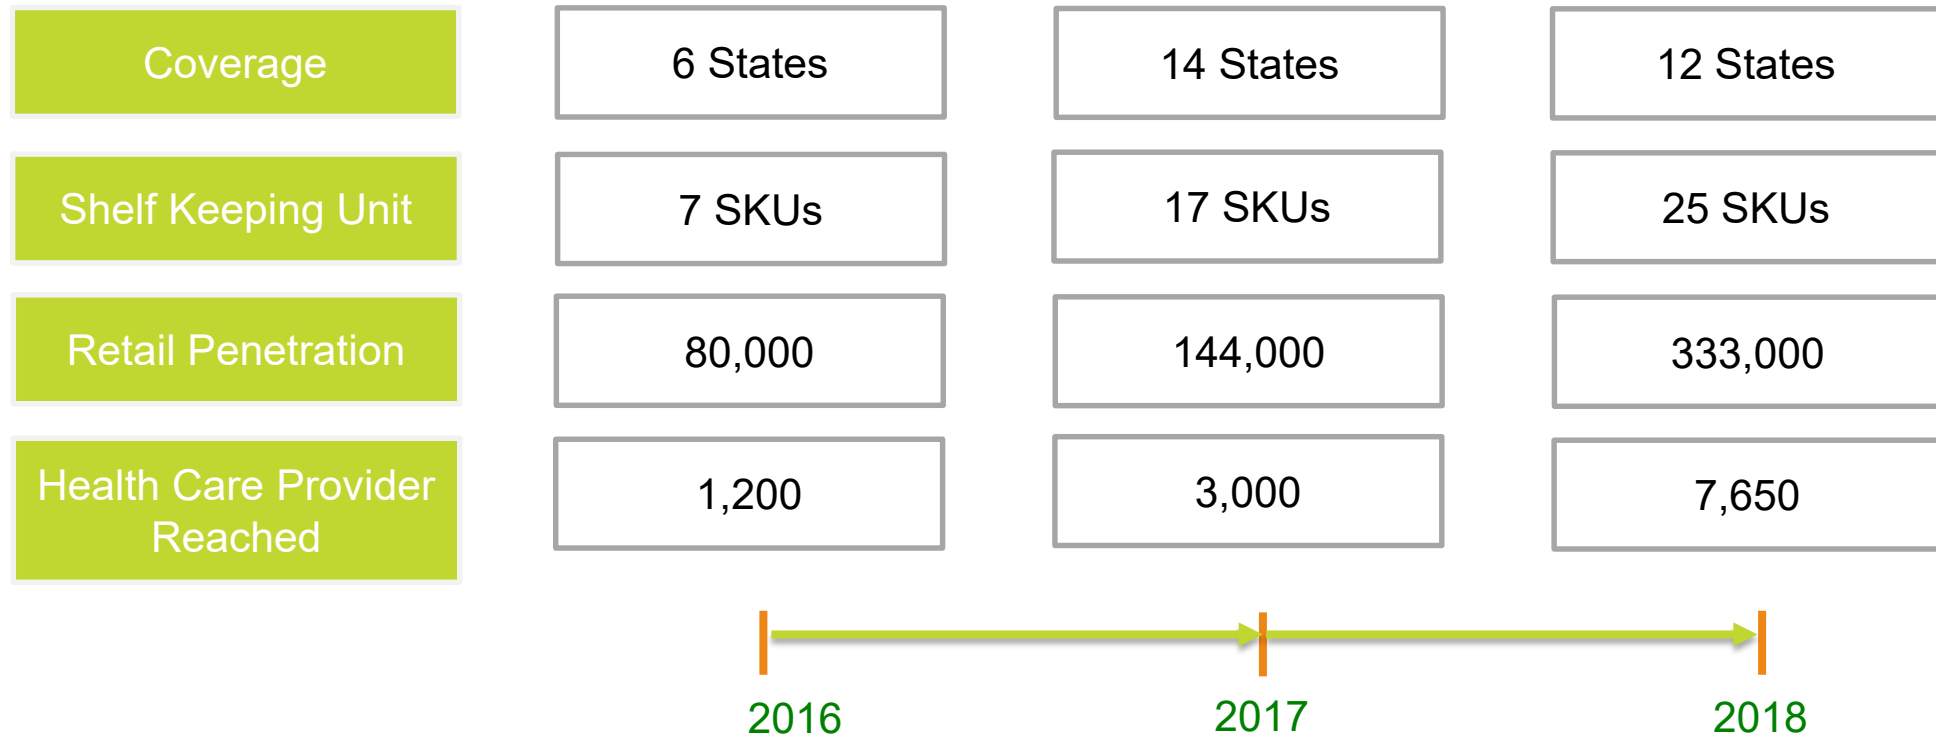 Coverage
6 States
14 States
12 States
Shelf Keeping Unit
7 SKUs
17 SKUs
25 SKUs
Retail Penetration
80,000
144,000
333,000
Health Care Provider
Reached
1,200
3,000
7,650
2016
2017
2018